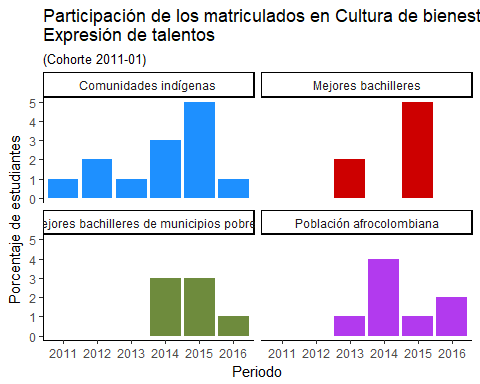 Participación de los matriculados en Cultura de bienest
Expresión de talentos
(Cohorte 2011-01)
Comunidades indígenas
Mejores bachilleres
5
4
3
2
1
0
ejores bachilleres de municipios pobre
Población afrocolombiana
5
4
3
2
1
0
Porcentaje de estudiantes
2011 2012 2013 2014 2015 2016
2011 2012 2013 2014 2015 2016
Periodo